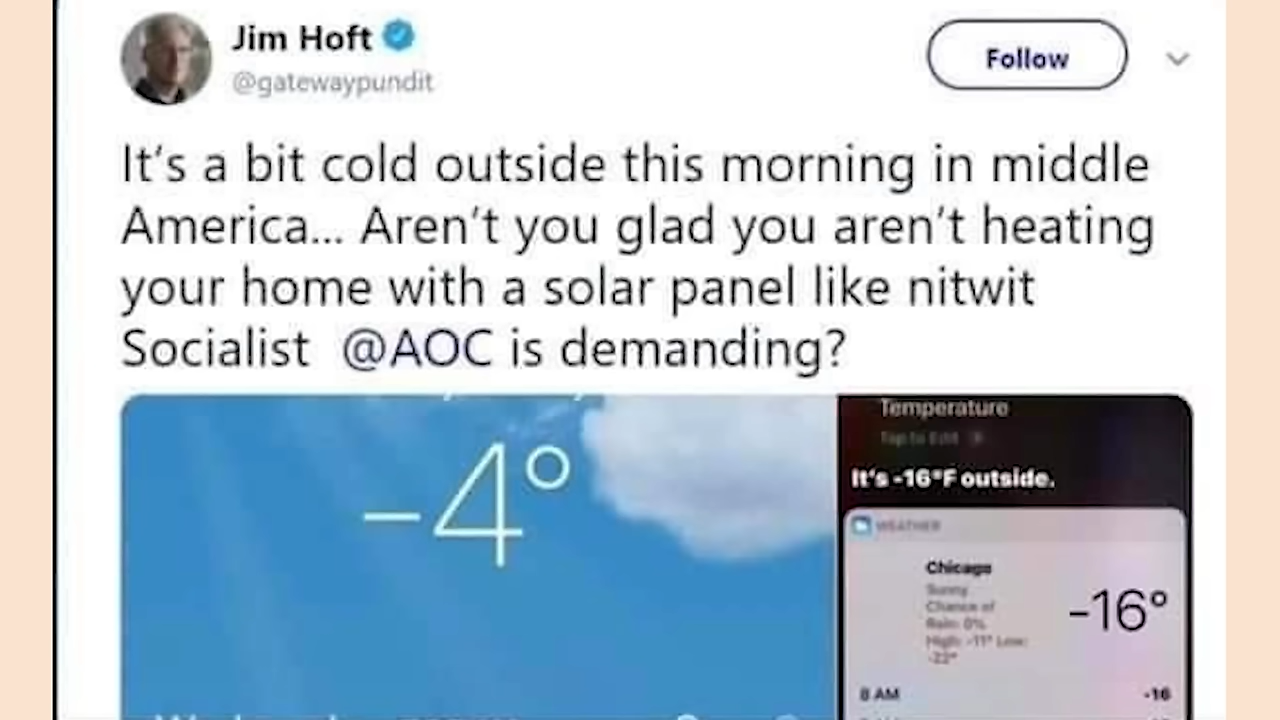 Jim Hoft
@gatewaypundit
Follow
It's a bit cold outside this morning in middle
America... Aren't you glad you aren't heating
your home with a solar panel like nitwit
Socialist @AOC is demanding?
-4°
Temperature
Tap to Edit
It's -16°F outside.
WEATHER
Chicago
Sunny
Chance of
Rain: 0%
High: -11° Low:
-22°
-16°
8 AM -16